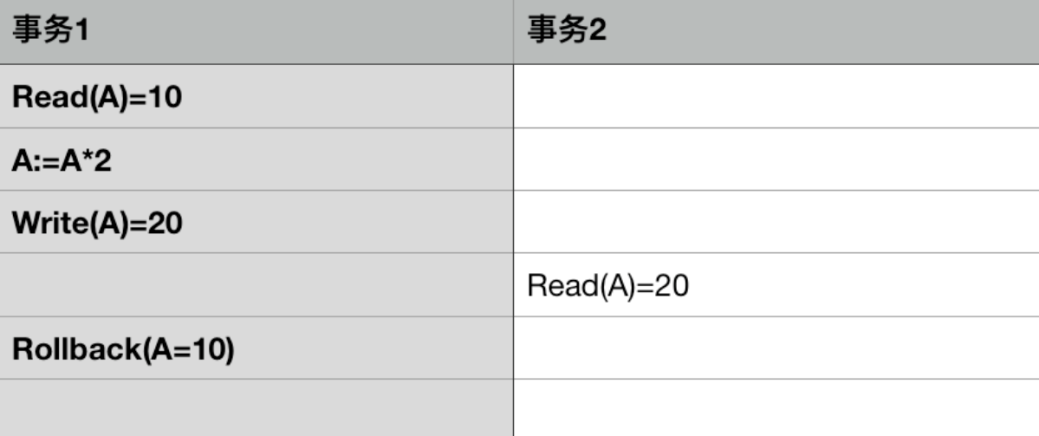 事务1 事务2
Read(A)=10
A:=A*2
Write(A)=20
Read(A)=20
Rollback(A=10)